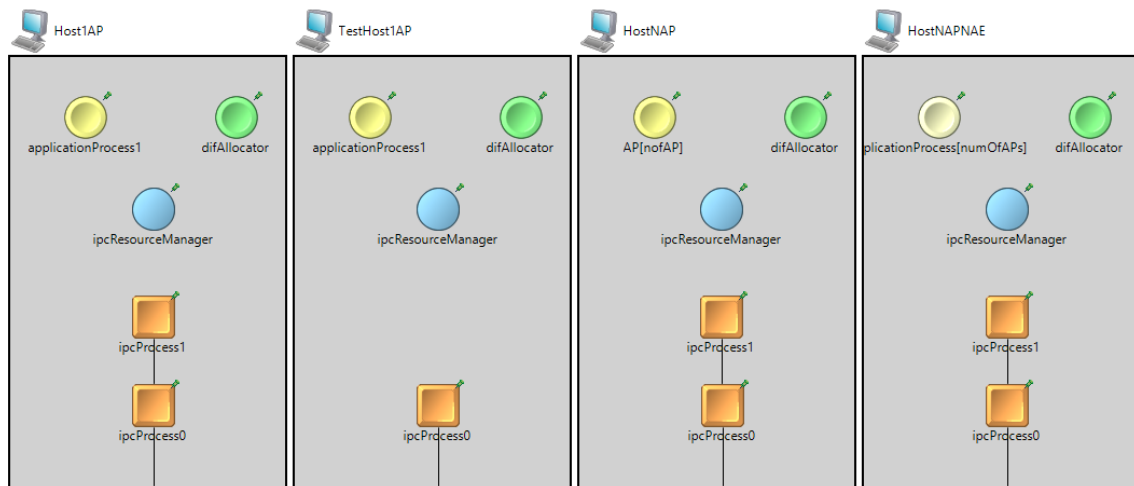 Host1AP
TestHost1AP
HostNAP
HostNAPNAE
applicationProcess1
difAllocator
applicationProcess1
difAllocator
AP[nofAP]
difAllocator
plicationProcess[numOfAPs]
difAllocator
ipcResourceManager
ipcResourceManager
ipcResourceManager
ipcResourceManager
ipcProcess1
ipcProcess1
ipcProcess1
ipcProcess0
ipcProcess0
ipcProcess0
ipcProcess0